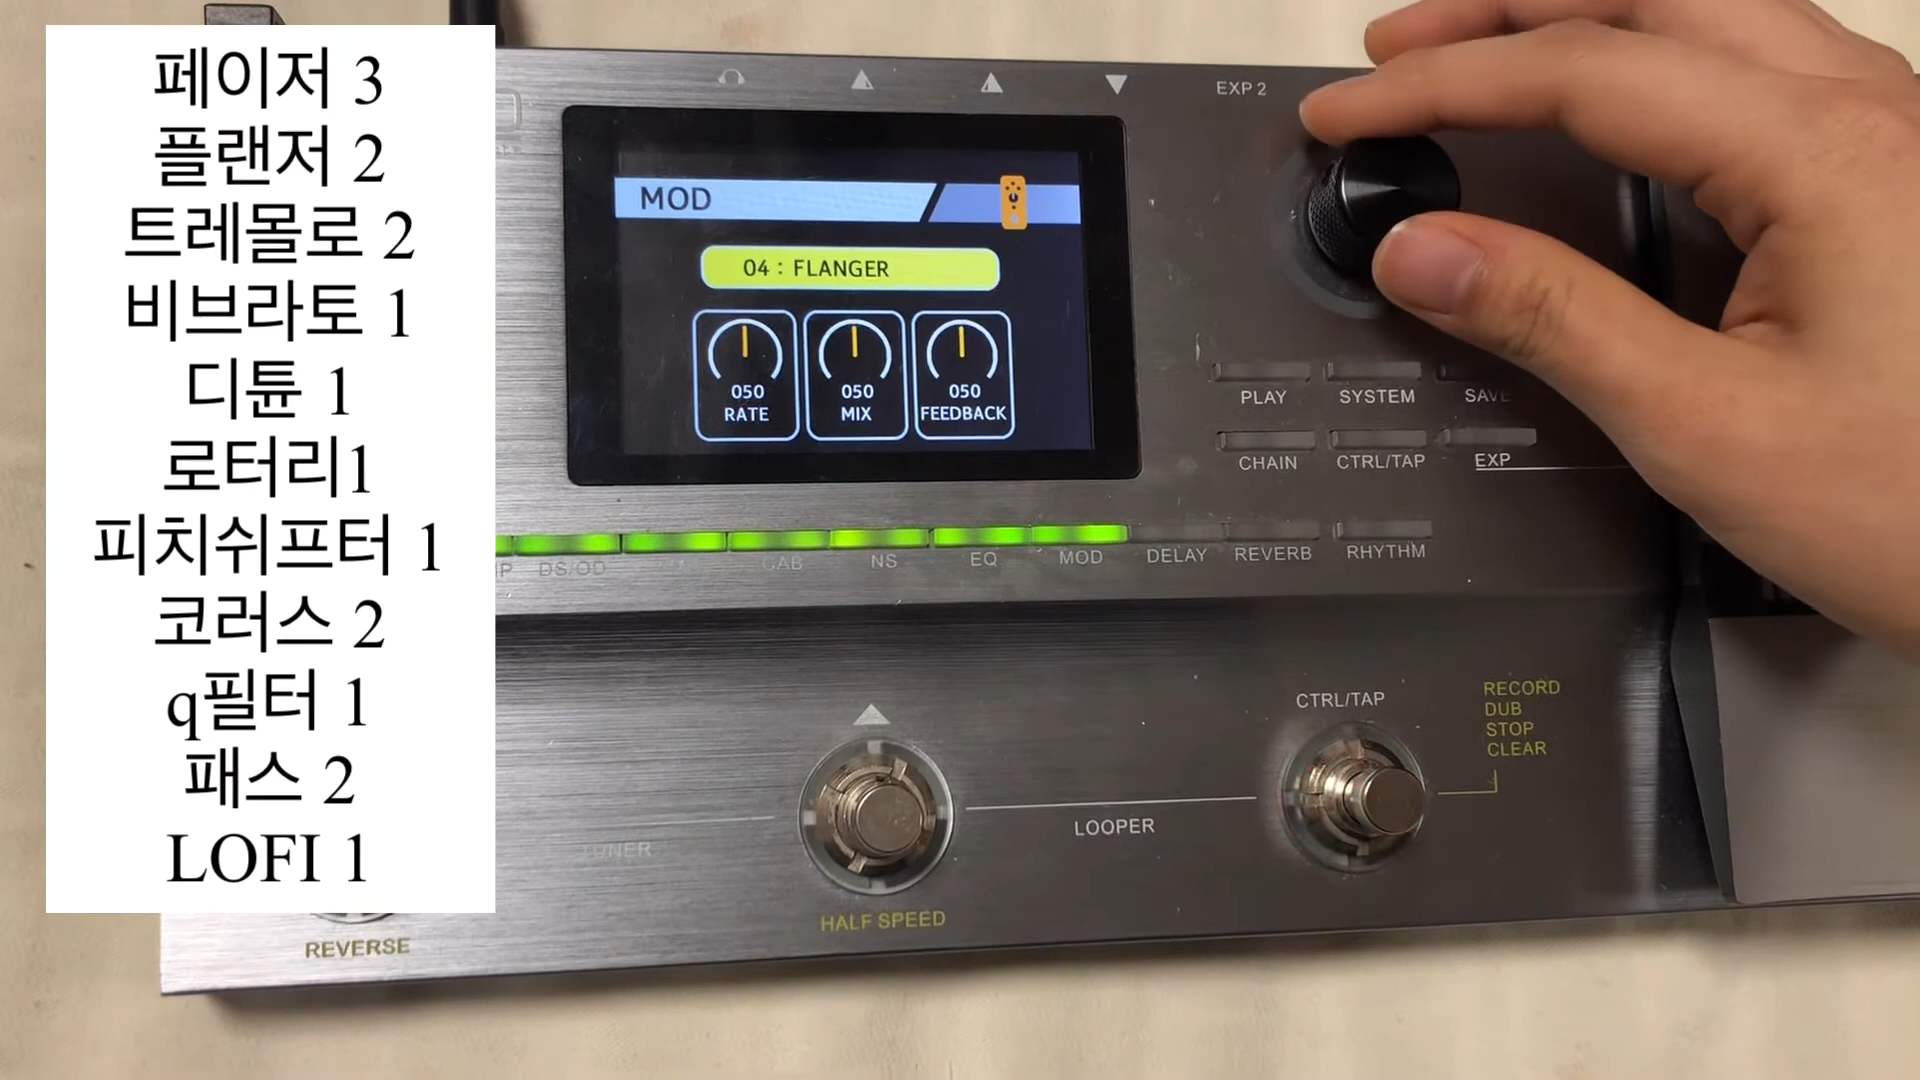 페이저 3
플랜저 2
트레몰로 2
비브라토 1
디튠 1
로터리1
피치쉬프터 1
코러스 2
q필터 1
패스 2
LOFI 1
EXP 2
MOD
04 : FLANGER
050 050 050
RATE MIX FEEDBACK
PLAY SYSTEM SAVE
CHAIN CTRL/TAP EXP
DS/OD CAB NS EQ MOD DELAY REVERB RHYTHM
CTRL/TAP
RECORD
DUB
STOP
CLEAR
TUNER
LOOPER
HALF SPEED
REVERSE